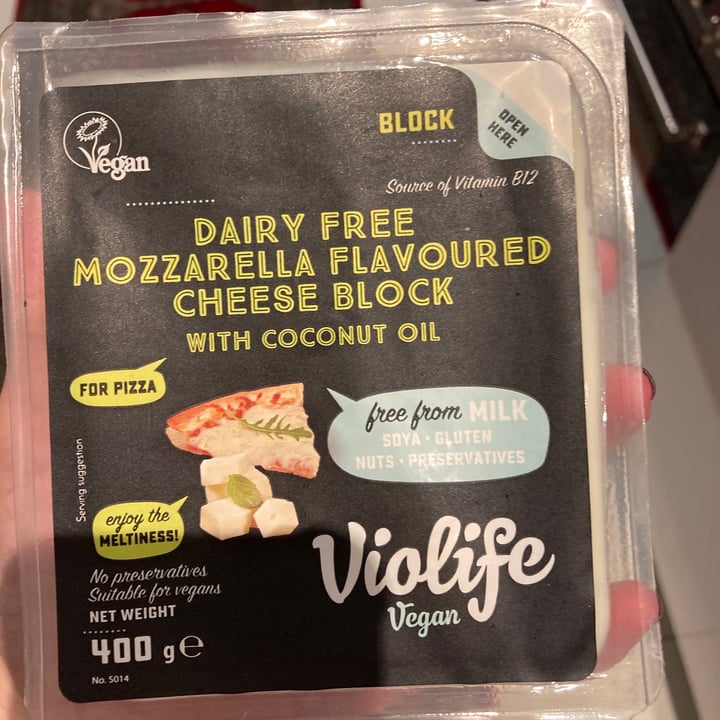 BLOCK
OPEN
HERE
Vegan
Source of Vitamin B12
DAIRY FREE
MOZZARELLA FLAVOURED
CHEESE BLOCK
WITH COCONUT OIL
FOR PIZZA
free from MILK
SOYA · GLUTEN
NUTS · PRESERVATIVES
Serving suggestion
enjoy the
MELTINESS!
Violife
Vegan
No preservatives
Suitable for vegans
NET WEIGHT
400 g℮
No. 5014